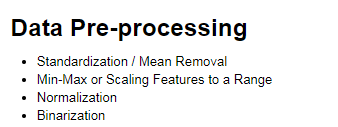 Data Pre-processing
Standardization / Mean Removal
Min-Max or Scaling Features to a Range
Normalization
Binarization